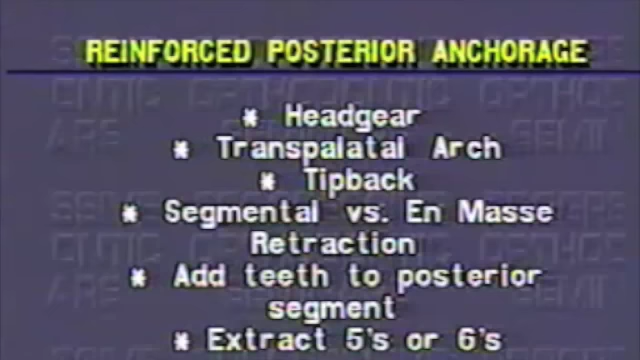 REINFORCED POSTERIOR ANCHORAGE
* Headgear
* Transpalatal Arch
* Tipback
* Segmental vs. En Masse
Retraction
* Add teeth to posterior
segment
* Extract 5's or 6's